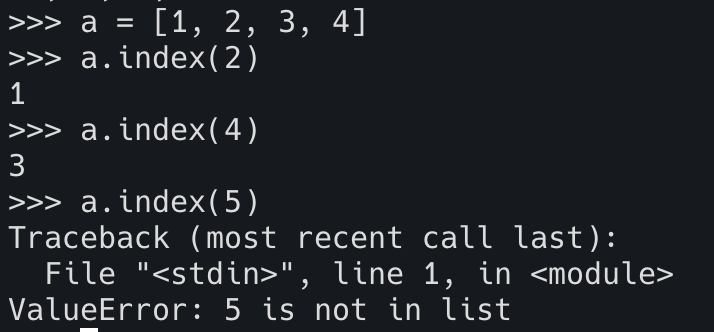 >>> a = [1, 2, 3, 4]
>>> a.index(2)
1
>>> a.index(4)
3
>>> a.index(5)
Traceback (most recent call last):
  File "<stdin>", line 1, in <module>
ValueError: 5 is not in list